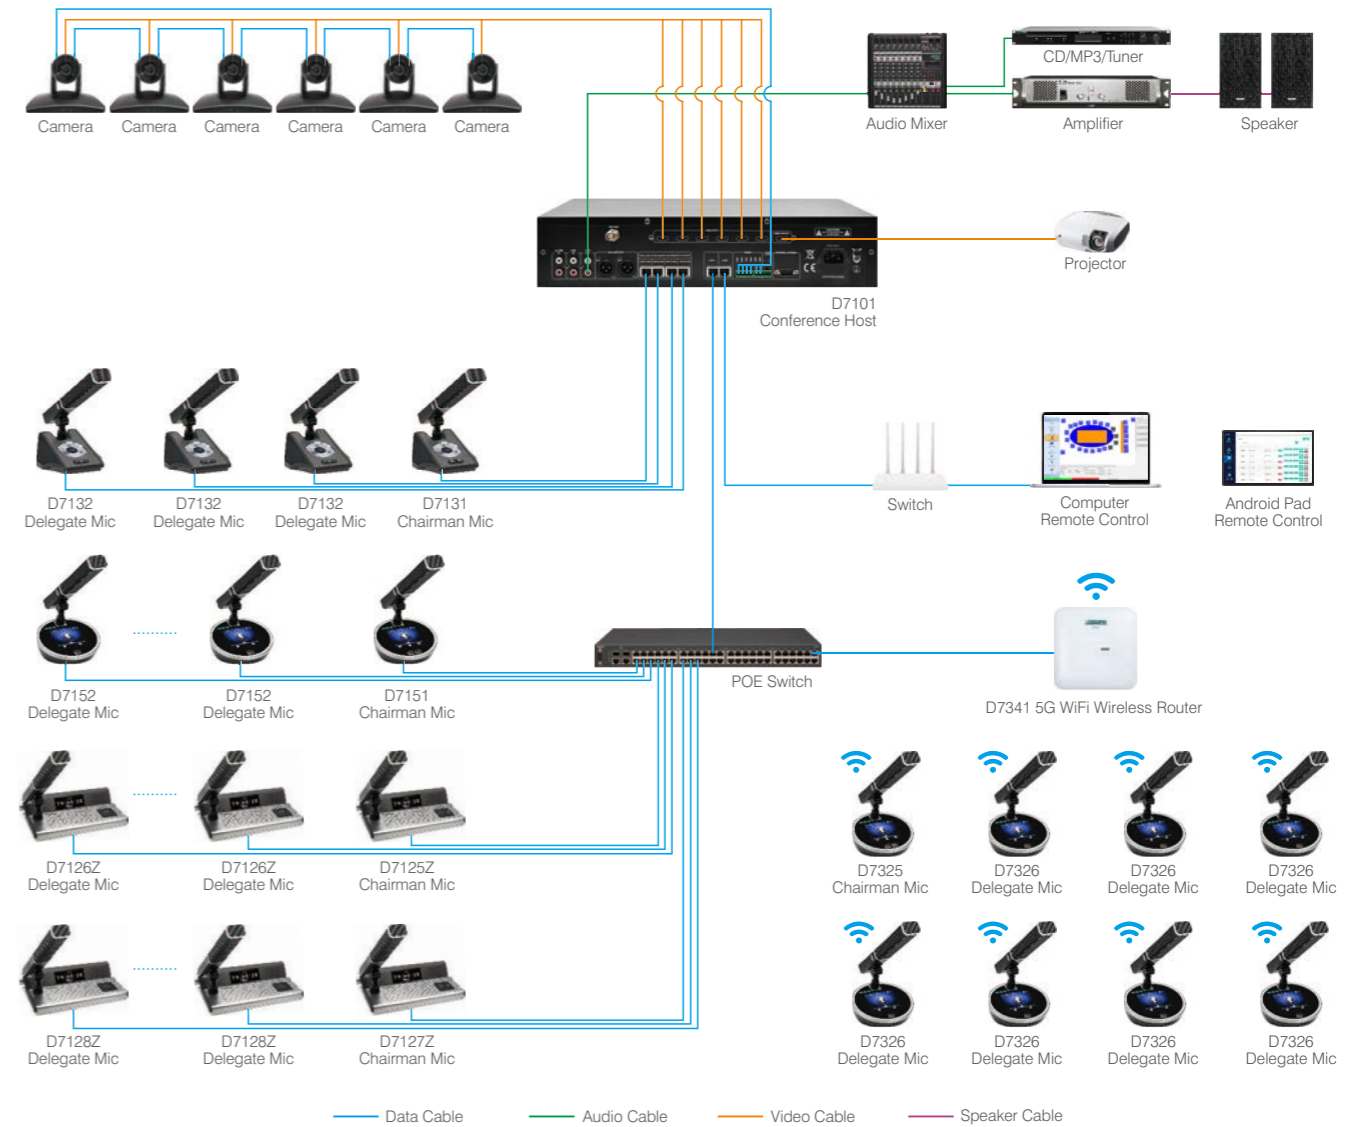 Camera
Camera
Camera
Camera
Camera
Camera
Audio Mixer
CD/MP3/Tuner
Amplifier
Speaker
Projector
D7101
Conference Host
D7132
Delegate Mic
D7132
Delegate Mic
D7132
Delegate Mic
D7131
Chairman Mic
Switch
Computer
Remote Control
Android Pad
Remote Control
D7152
Delegate Mic
D7152
Delegate Mic
D7151
Chairman Mic
POE Switch
D7341 5G WiFi Wireless Router
D7126Z
Delegate Mic
D7126Z
Delegate Mic
D7125Z
Chairman Mic
D7325
Chairman Mic
D7326
Delegate Mic
D7326
Delegate Mic
D7326
Delegate Mic
D7128Z
Delegate Mic
D7128Z
Delegate Mic
D7127Z
Chairman Mic
D7326
Delegate Mic
D7326
Delegate Mic
D7326
Delegate Mic
D7326
Delegate Mic
Data Cable
Audio Cable
Video Cable
Speaker Cable